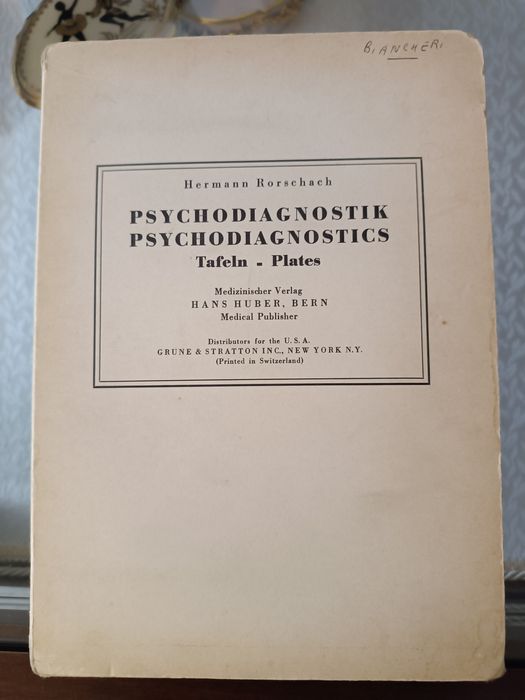 BIANCHERI
Hermann Rorschach
PSYCHODIAGNOSTIK
PSYCHODIAGNOSTICS
Tafeln - Plates
Medizinischer Verlag
HANS HUBER, BERN
Medical Publisher
Distributors for the U. S. A.
GRUNE & STRATTON INC., NEW YORK N.Y.
(Printed in Switzerland)